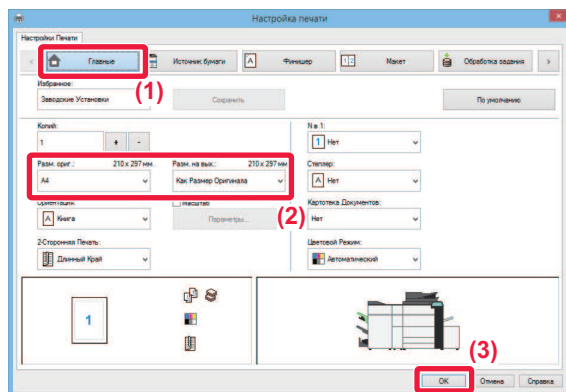 Настройка печати
Настройки Печати
Главные
Источник бумаги
Финишер
Макет
Обработка задания
(1)
Избранное:
Заводские Установки
Сохранить
По умолчанию
Копий:
1
+ -
N в 1:
Нет
Разм. ориг.: 210 x 297 мм.
A4
Разм. на вых.: 210 x 297 мм
Как Размер Оригинала
Степлер:
Нет
(2)
Ориентация:
Книга
Масштаб
Параметры...
Картотека Документов:
Нет
2-Сторонняя Печать:
Длинный Край
Цветовой Режим:
Автоматический
1
(3)
OK
Отмена
Справка